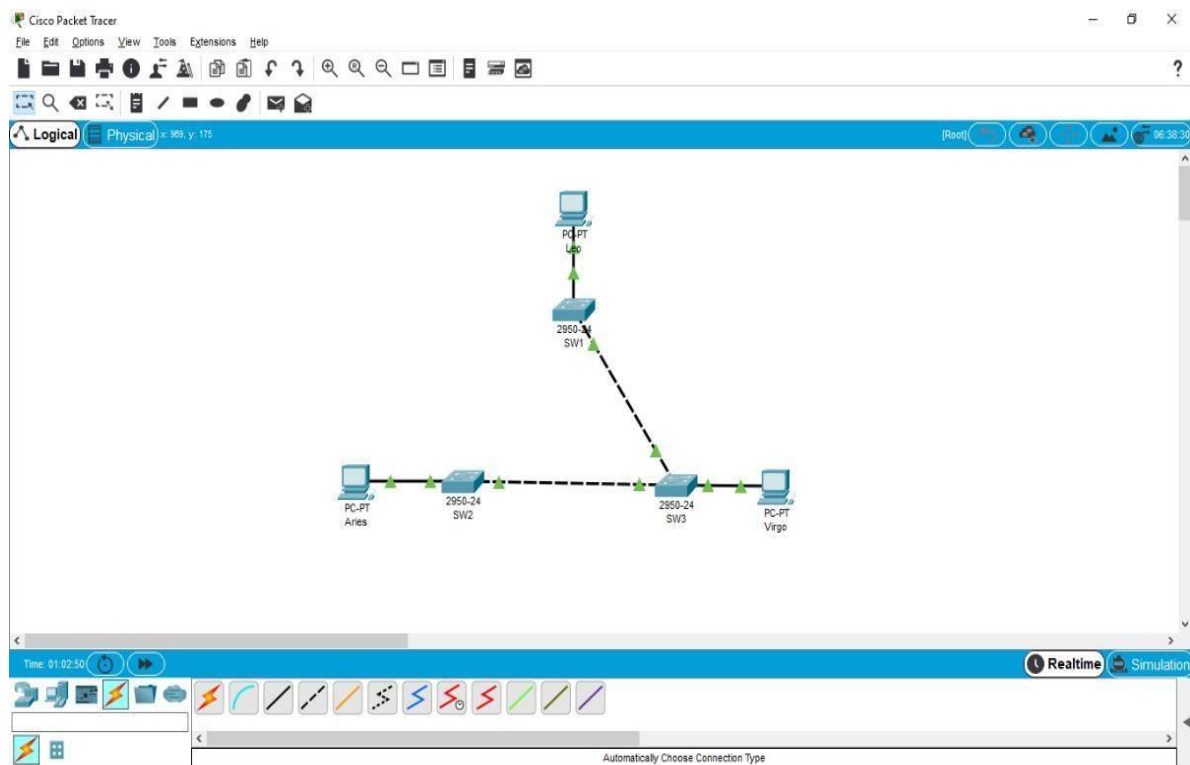 Cisco Packet Tracer
File Edit Options View Tools Extensions Help
?
Logical Physical x: 989, y: 175 [Root] 06:38:30
PC-PT
Leo
2950-24
SW1
PC-PT
Aries
2950-24
SW2
2950-24
SW3
PC-PT
Virgo
Time: 01:02:50 Realtime Simulation
Automatically Choose Connection Type